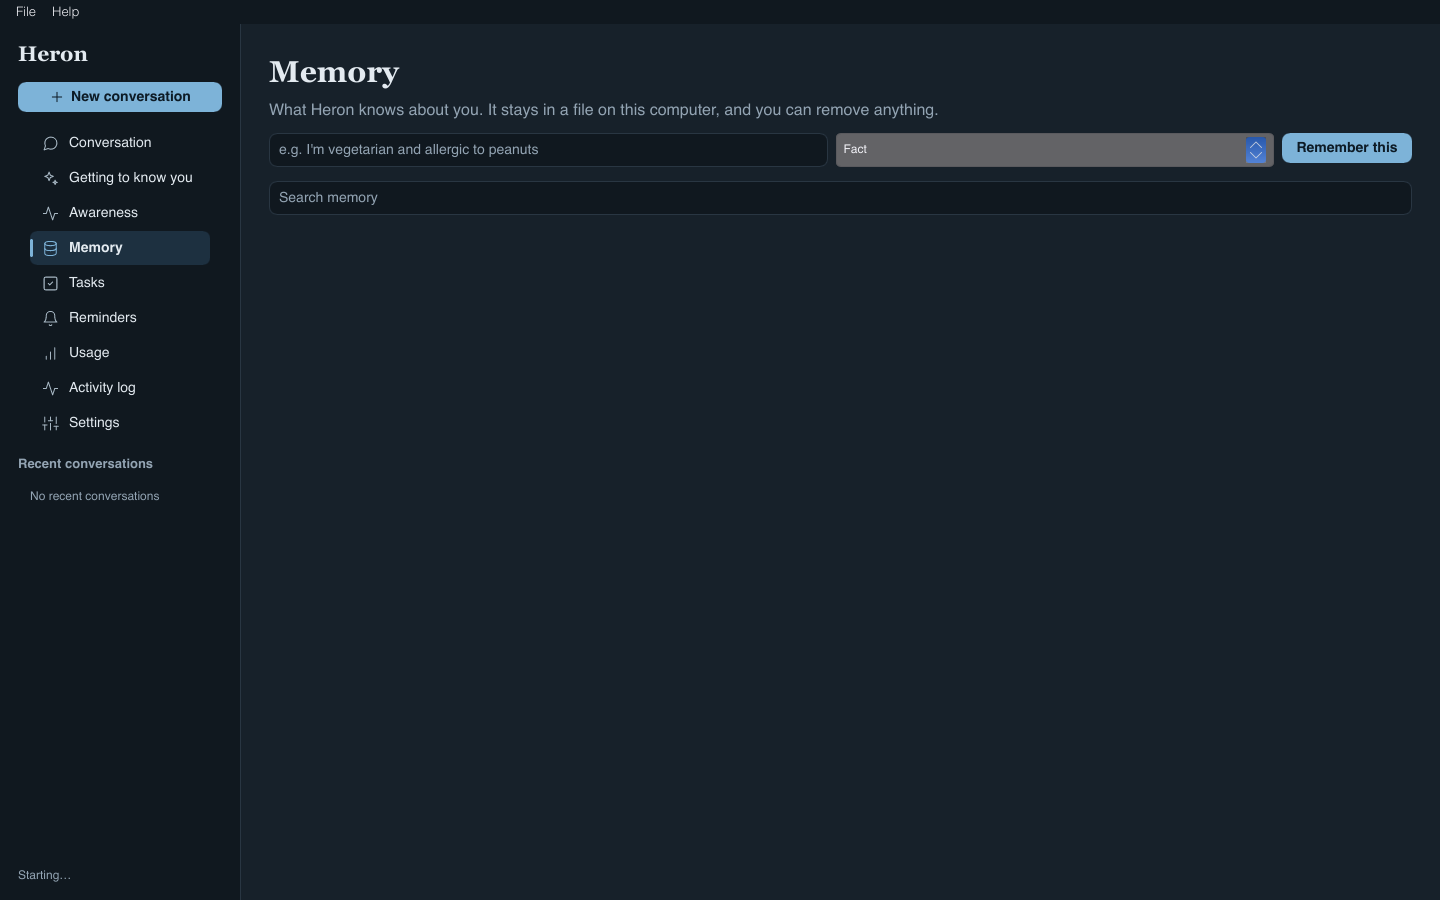 File Help
Heron
New conversation
Conversation
Getting to know you
Awareness
Memory
Tasks
Reminders
Usage
Activity log
Settings
Recent conversations
No recent conversations
Starting…
Memory
What Heron knows about you. It stays in a file on this computer, and you can remove anything.
e.g. I'm vegetarian and allergic to peanuts
Fact
Remember this
Search memory